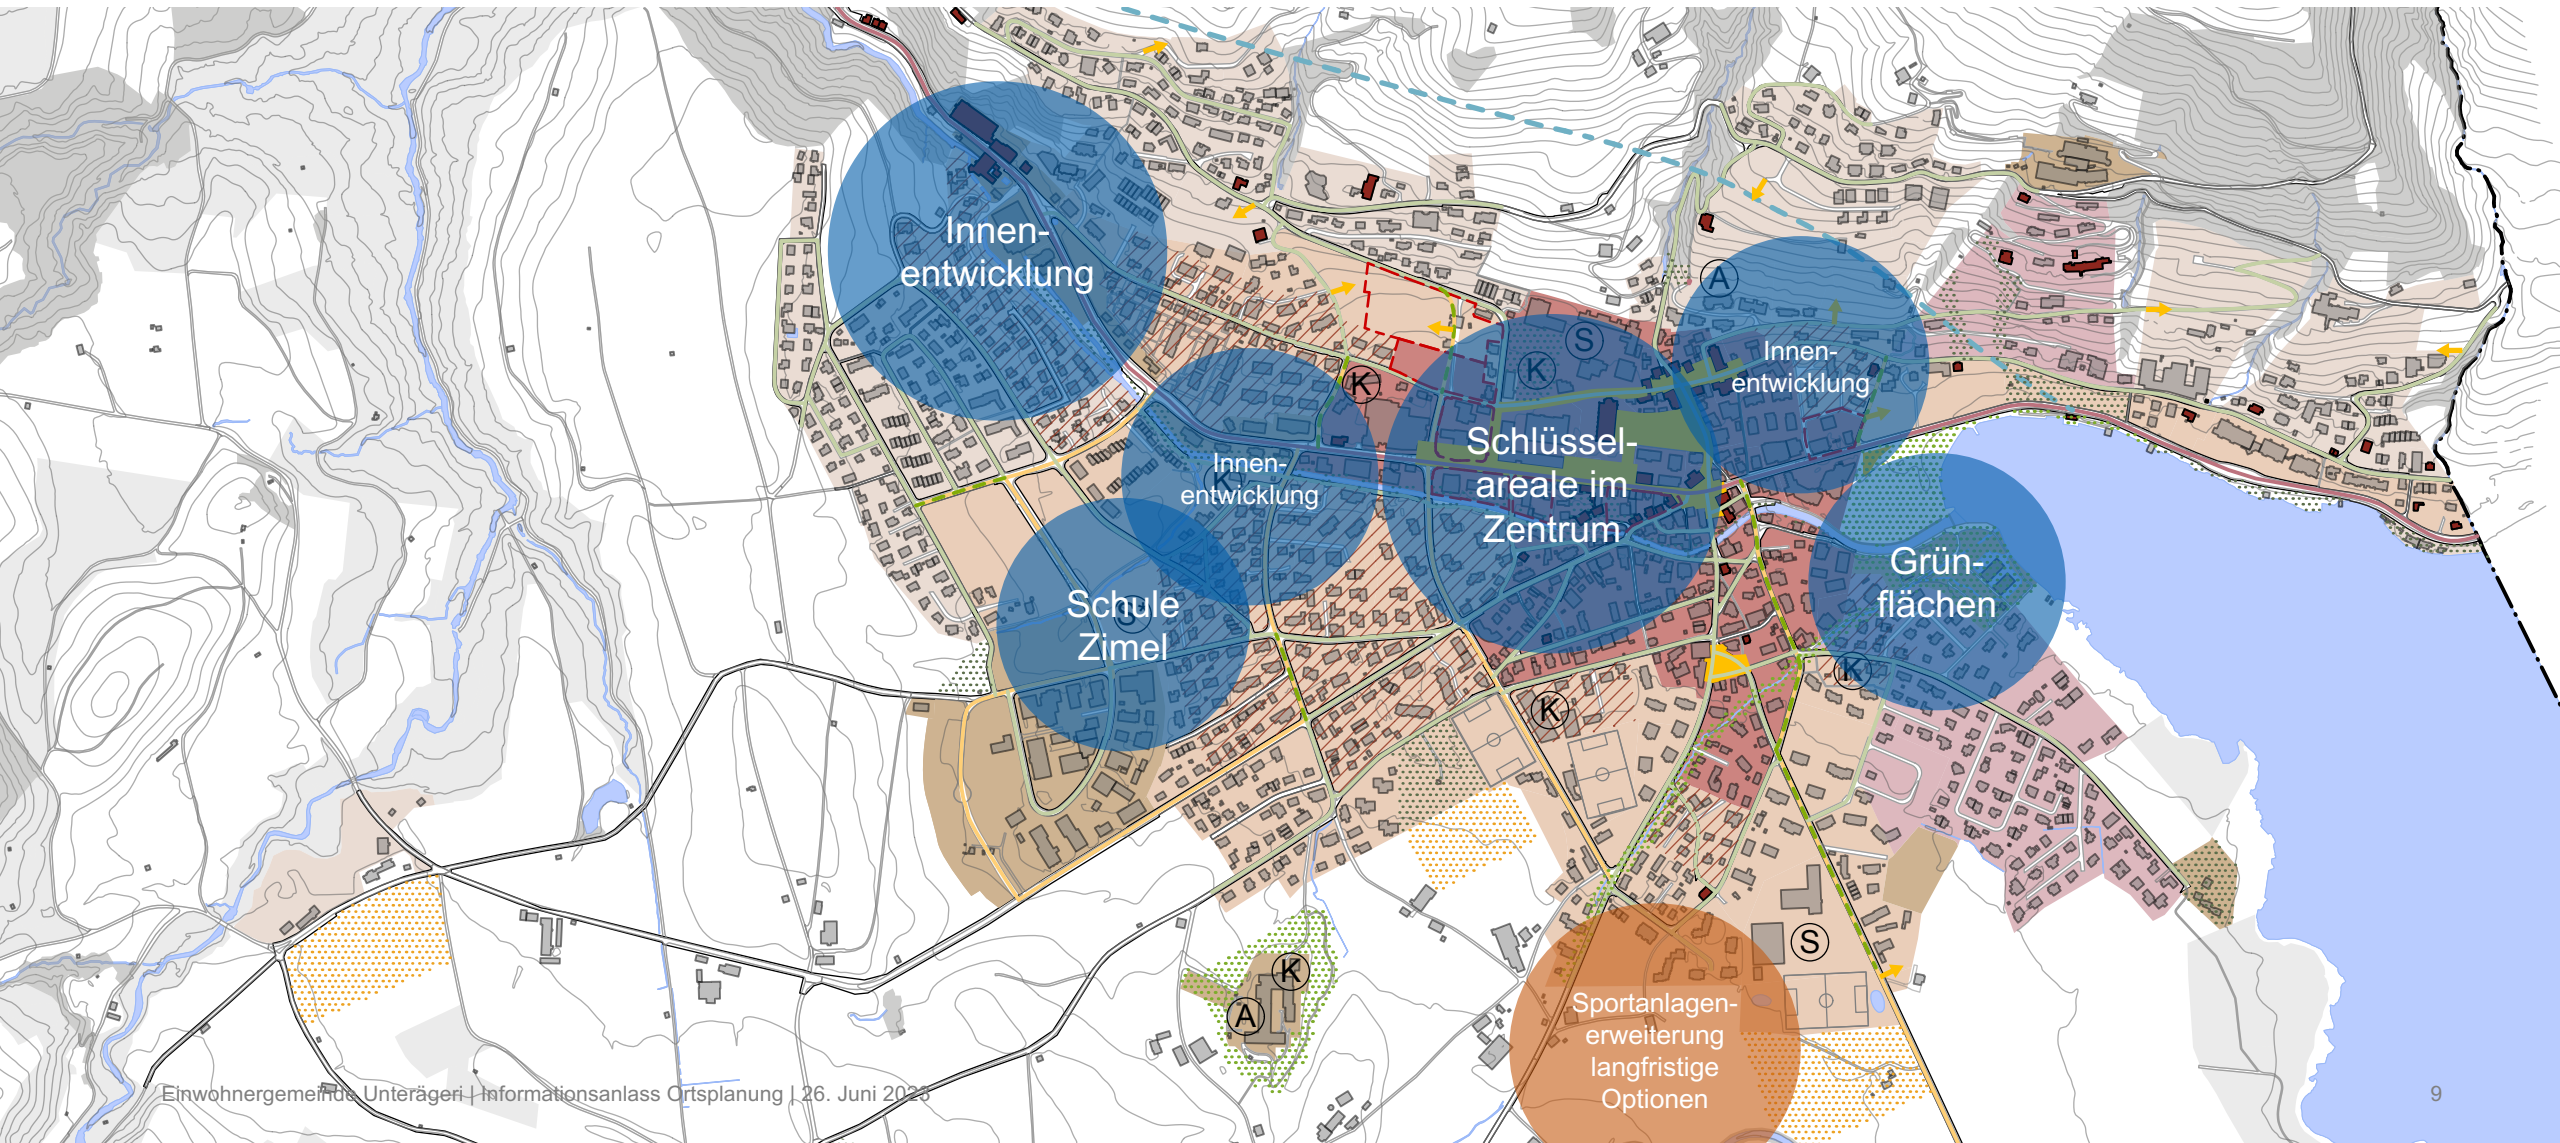 Innen-
entwicklung
A
S
K
K
Innen-
entwicklung
Schlüssel-
areale im
Zentrum
Innen-
entwicklung
K
Grün-
flächen
Schule
Zimel
S
K
K
S
K
A
Sportanlagen-
erweiterung
langfristige
Optionen
Einwohnergemeinde Unterägeri | Informationsanlass Ortsplanung | 26. Juni 2023
9